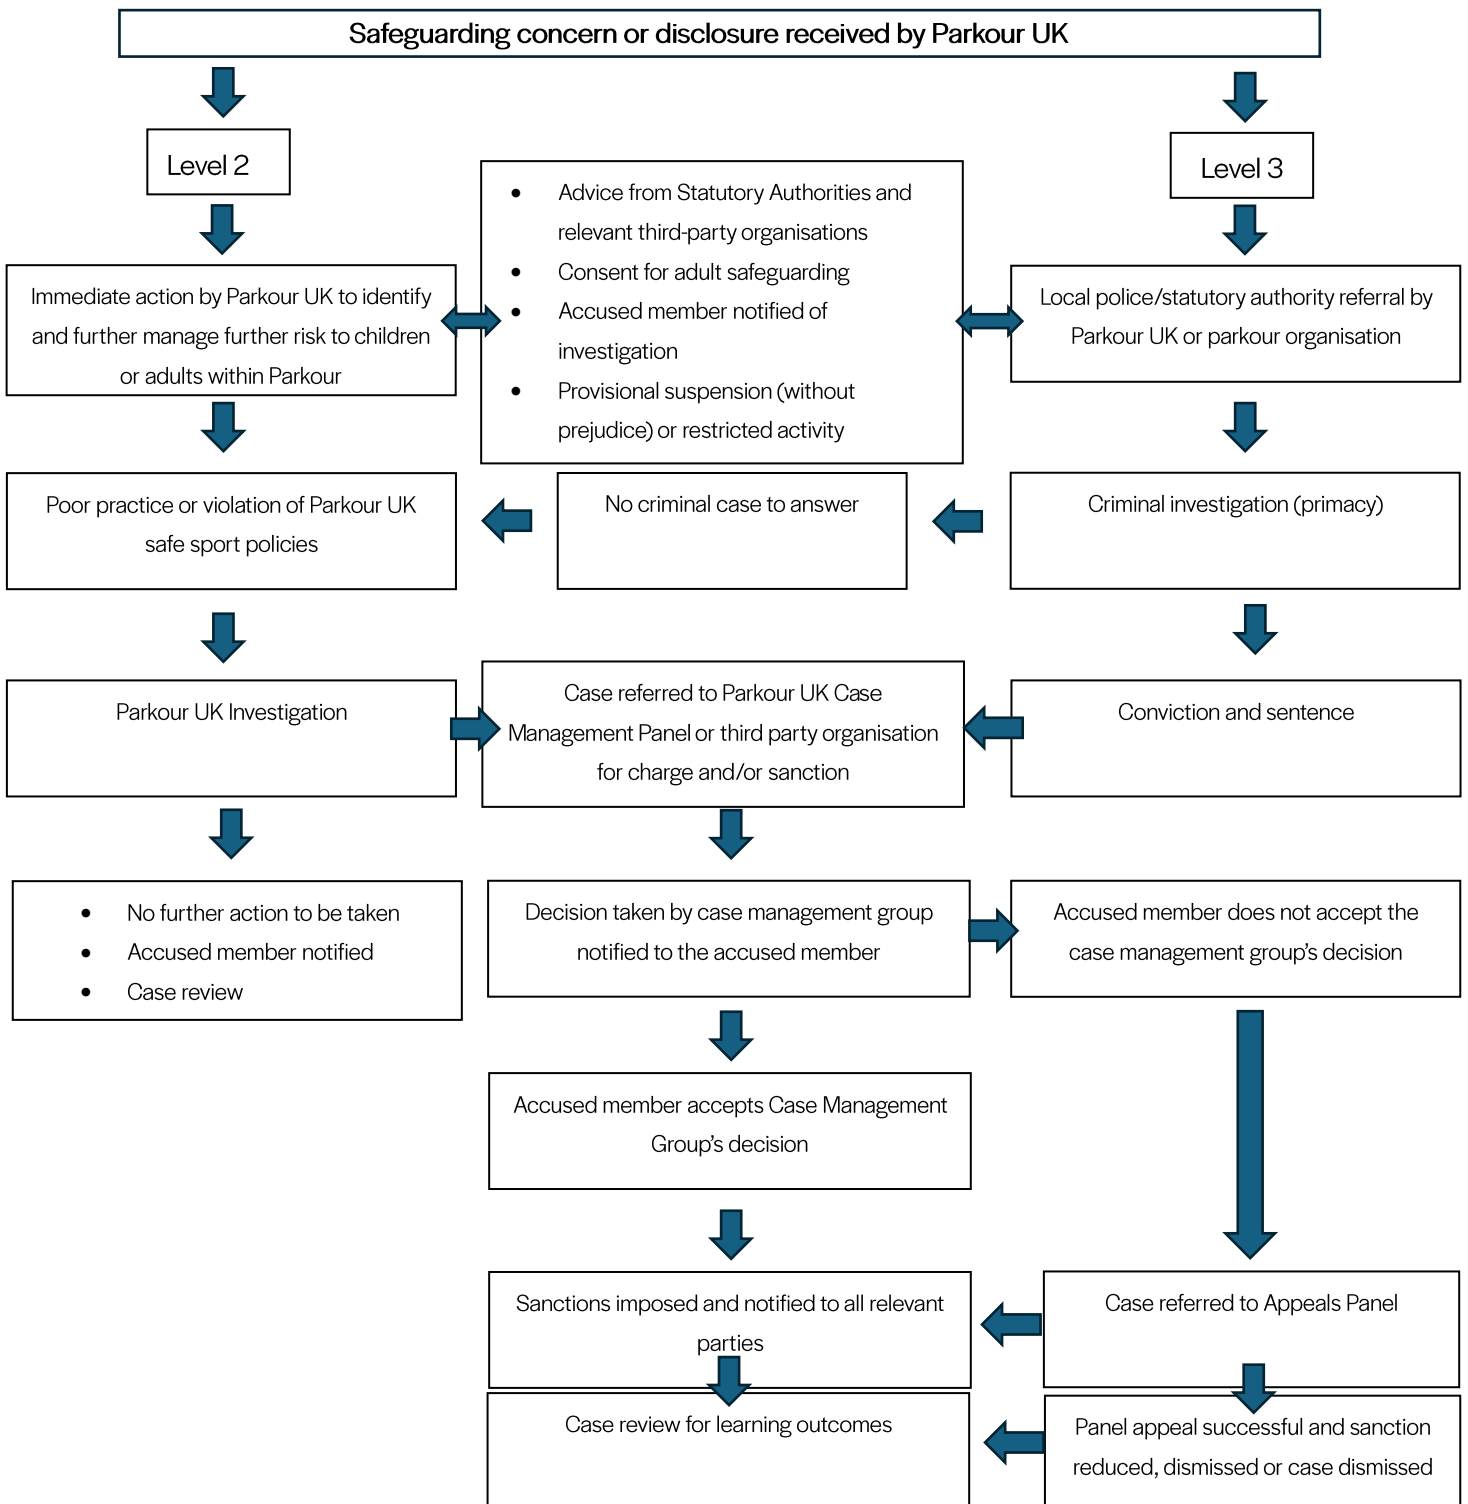 Safeguarding concern or disclosure received by Parkour UK
Level 2
Level 3
• Advice from Statutory Authorities and
relevant third-party organisations
• Consent for adult safeguarding
• Accused member notified of
investigation
• Provisional suspension (without
prejudice) or restricted activity
Immediate action by Parkour UK to identify
and further manage further risk to children
or adults within Parkour
Local police/statutory authority referral by
Parkour UK or parkour organisation
Poor practice or violation of Parkour UK
safe sport policies
No criminal case to answer
Criminal investigation (primacy)
Parkour UK Investigation
Case referred to Parkour UK Case
Management Panel or third party organisation
for charge and/or sanction
Conviction and sentence
• No further action to be taken
• Accused member notified
• Case review
Decision taken by case management group
notified to the accused member
Accused member does not accept the
case management group's decision
Accused member accepts Case Management
Group's decision
Sanctions imposed and notified to all relevant
parties
Case referred to Appeals Panel
Case review for learning outcomes
Panel appeal successful and sanction
reduced, dismissed or case dismissed